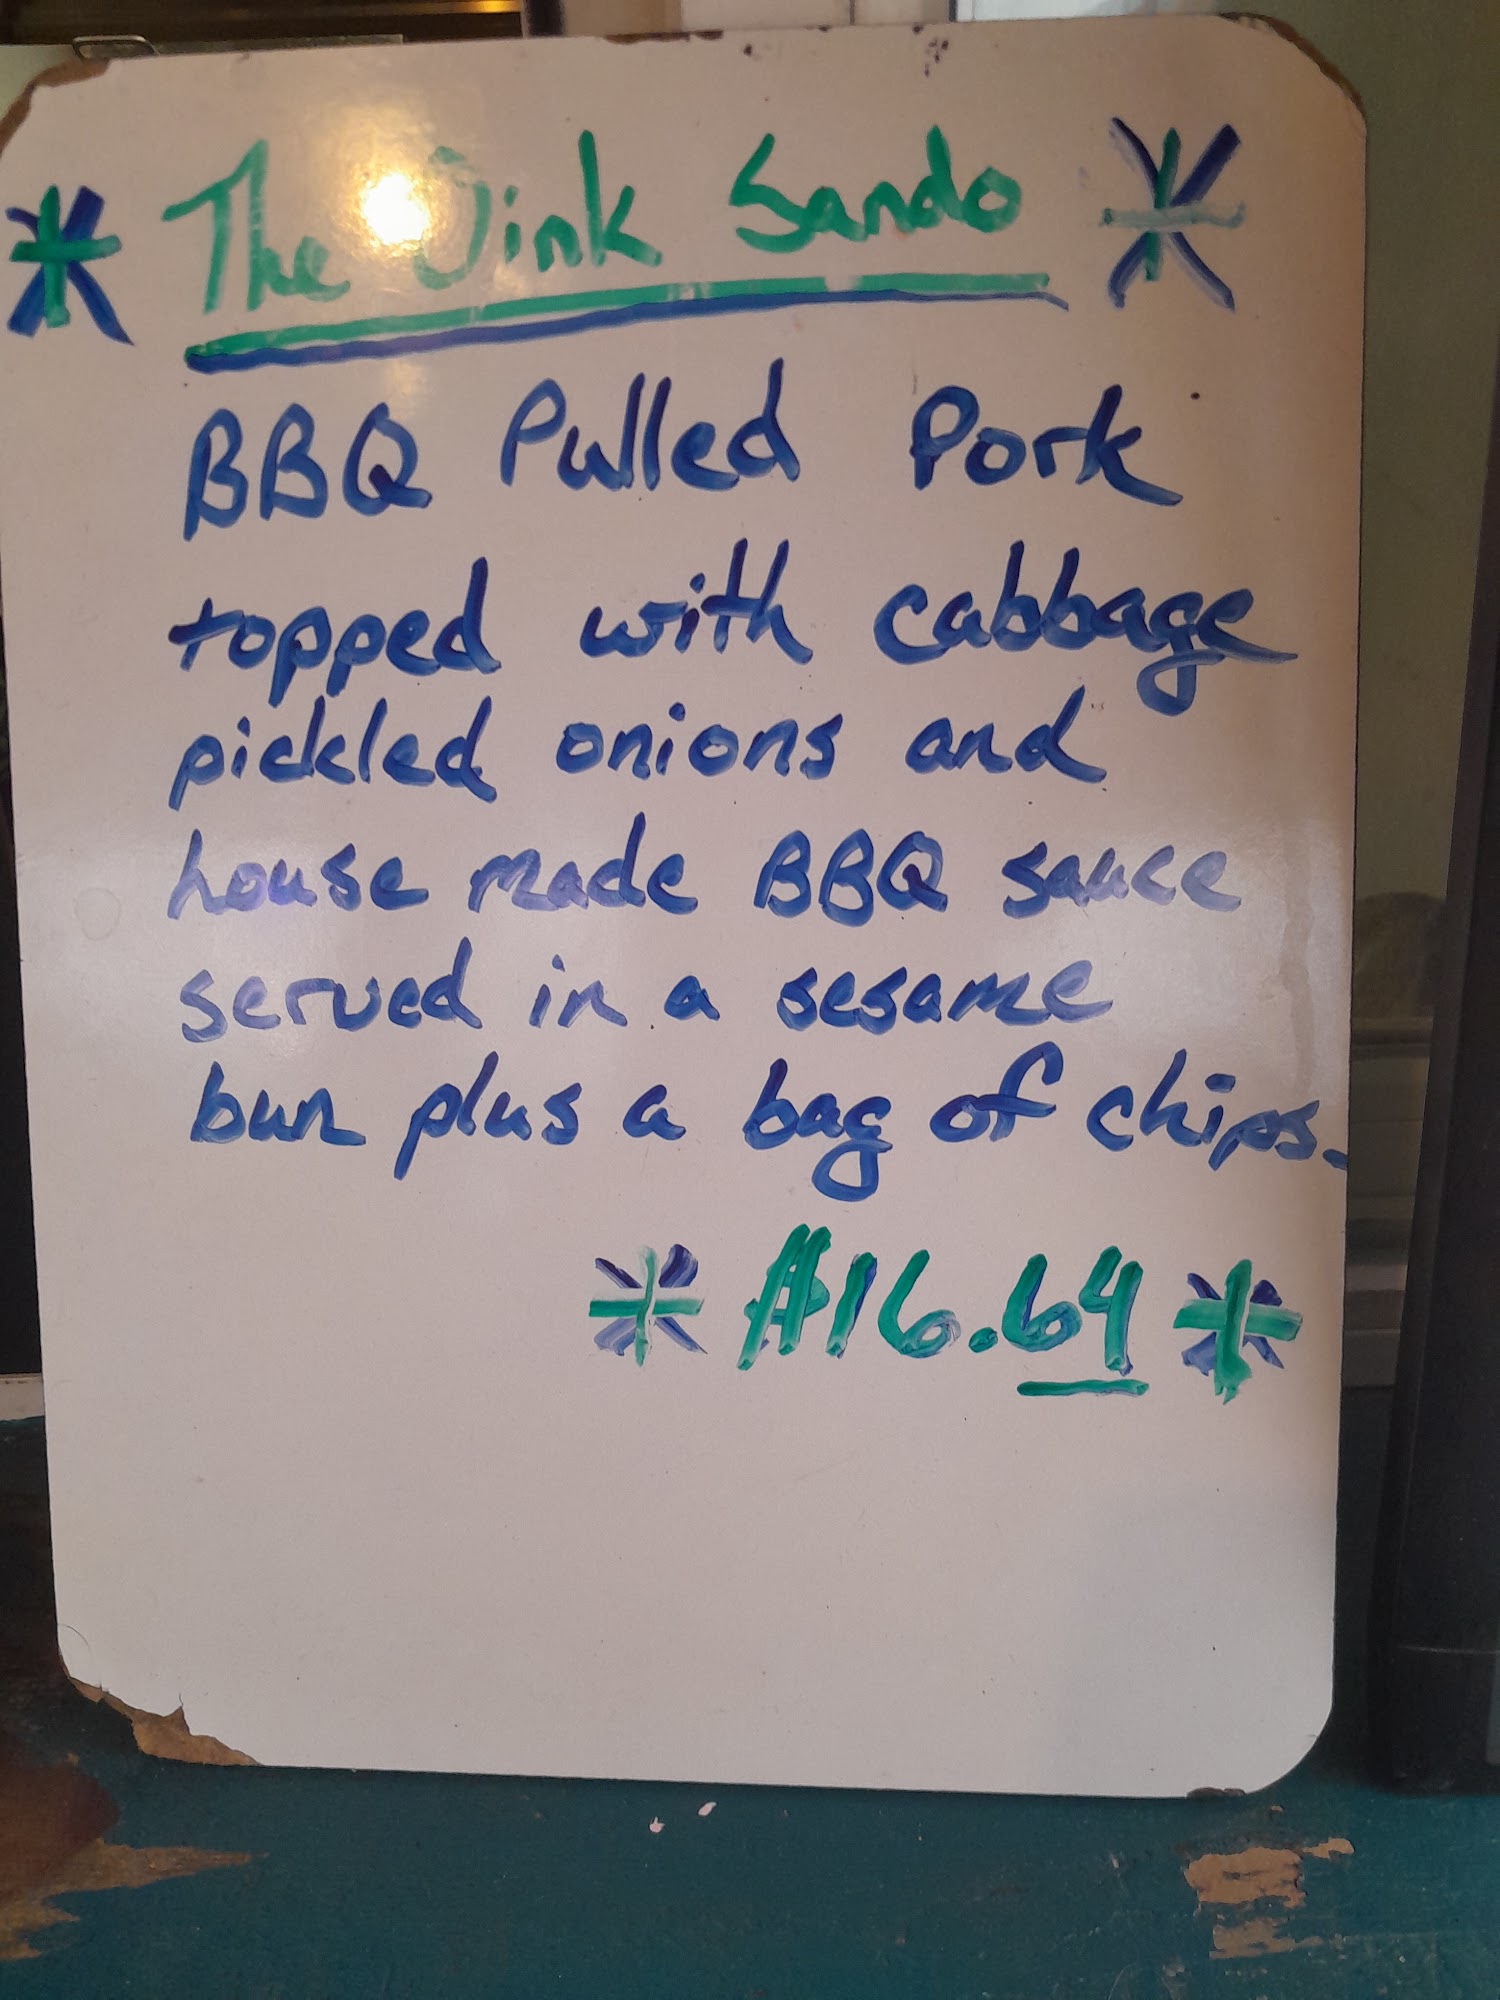 The Oink Sando
BBQ Pulled Pork
topped with cabbage
pickled onions and
house made BBQ sauce
served in a sesame
bun plus a bag of chips.
$16.64